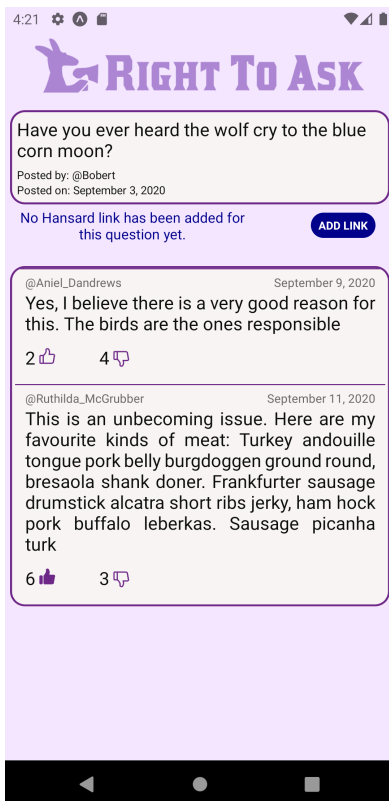 4:21
RIGHT TO ASK
Have you ever heard the wolf cry to the blue
corn moon?
Posted by: @Bobert
Posted on: September 3, 2020
No Hansard link has been added for
this question yet.
ADD LINK
@Aniel_Dandrews September 9, 2020
Yes, I believe there is a very good reason for
this. The birds are the ones responsible
2 4
@Ruthilda_McGrubber September 11, 2020
This is an unbecoming issue. Here are my
favourite kinds of meat: Turkey andouille
tongue pork belly burgdoggen ground round,
bresaola shank doner. Frankfurter sausage
drumstick alcatra short ribs jerky, ham hock
pork buffalo leberkas. Sausage picanha
turk
6 3